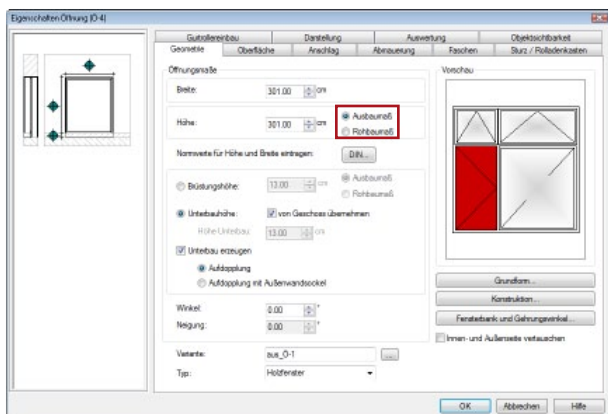 Eigenschaften Öffnung (Ö-4)
Gurtrollereinbau Darstellung Auswertung Objektsichtbarkeit
Geometrie Oberfläche Anschlag Abmauerung Faschen Sturz / Rolladenkasten
Öffnungsmaße
Breite: 301.00 cm
Höhe: 301.00 cm
Ausbaumaß
Rohbaumaß
Normwerte für Höhe und Breite eintragen: DIN...
Brüstungshöhe: 13.00 cm
Ausbaumaß
Rohbaumaß
Unterbauhöhe: von Geschoss übernehmen
Höhe Unterbau: 13.00 cm
Unterbau erzeugen
Aufdopplung
Aufdopplung mit Außenwandsockel
Winkel: 0.00 °
Neigung: 0.00 °
Variante: aus_Ö-1 ...
Typ: Holzfenster
Vorschau
Grundform...
Konstruktion...
Fensterbank und Gehrungswinkel...
Innen- und Außenseite vertauschen
OK Abbrechen Hilfe